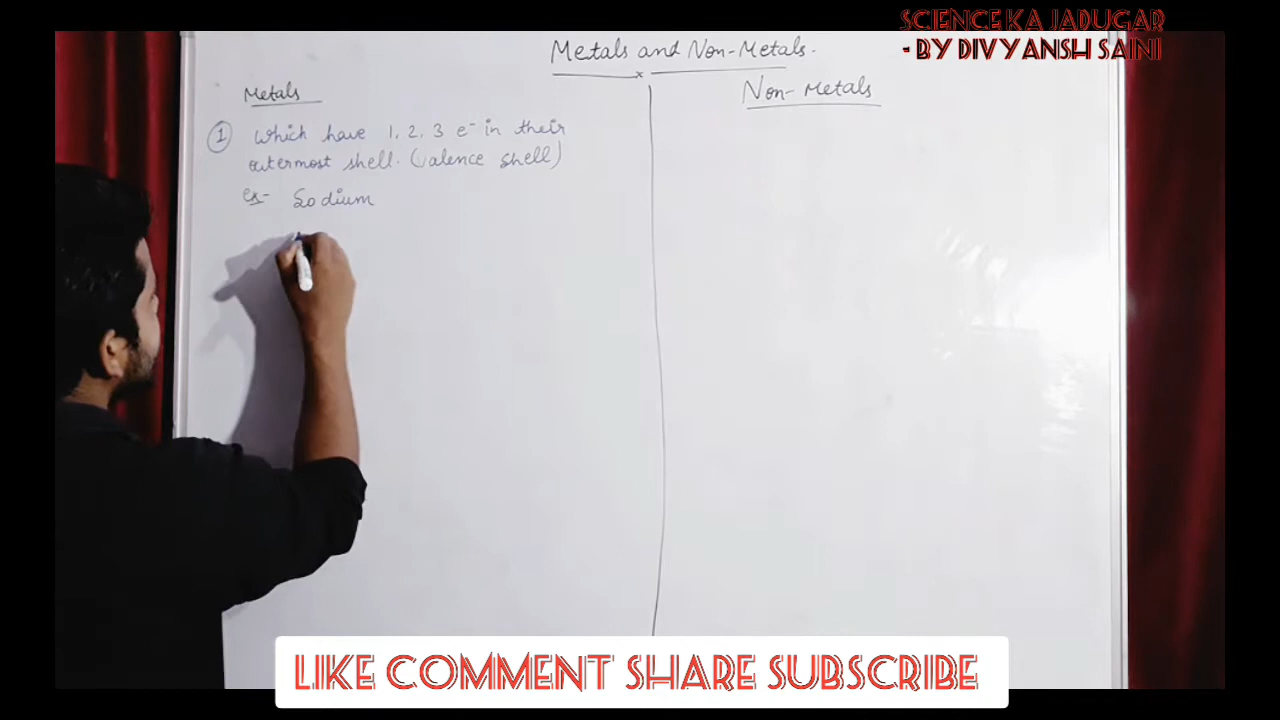 SCIENCE KA JADUGAR
- BY DIVYANSH SAINI
Metals and Non-Metals.
Metals
Non-Metals
1 Which have 1, 2, 3 e⁻ in their
outermost shell. (valence shell)
ex- Sodium
LIKE COMMENT SHARE SUBSCRIBE